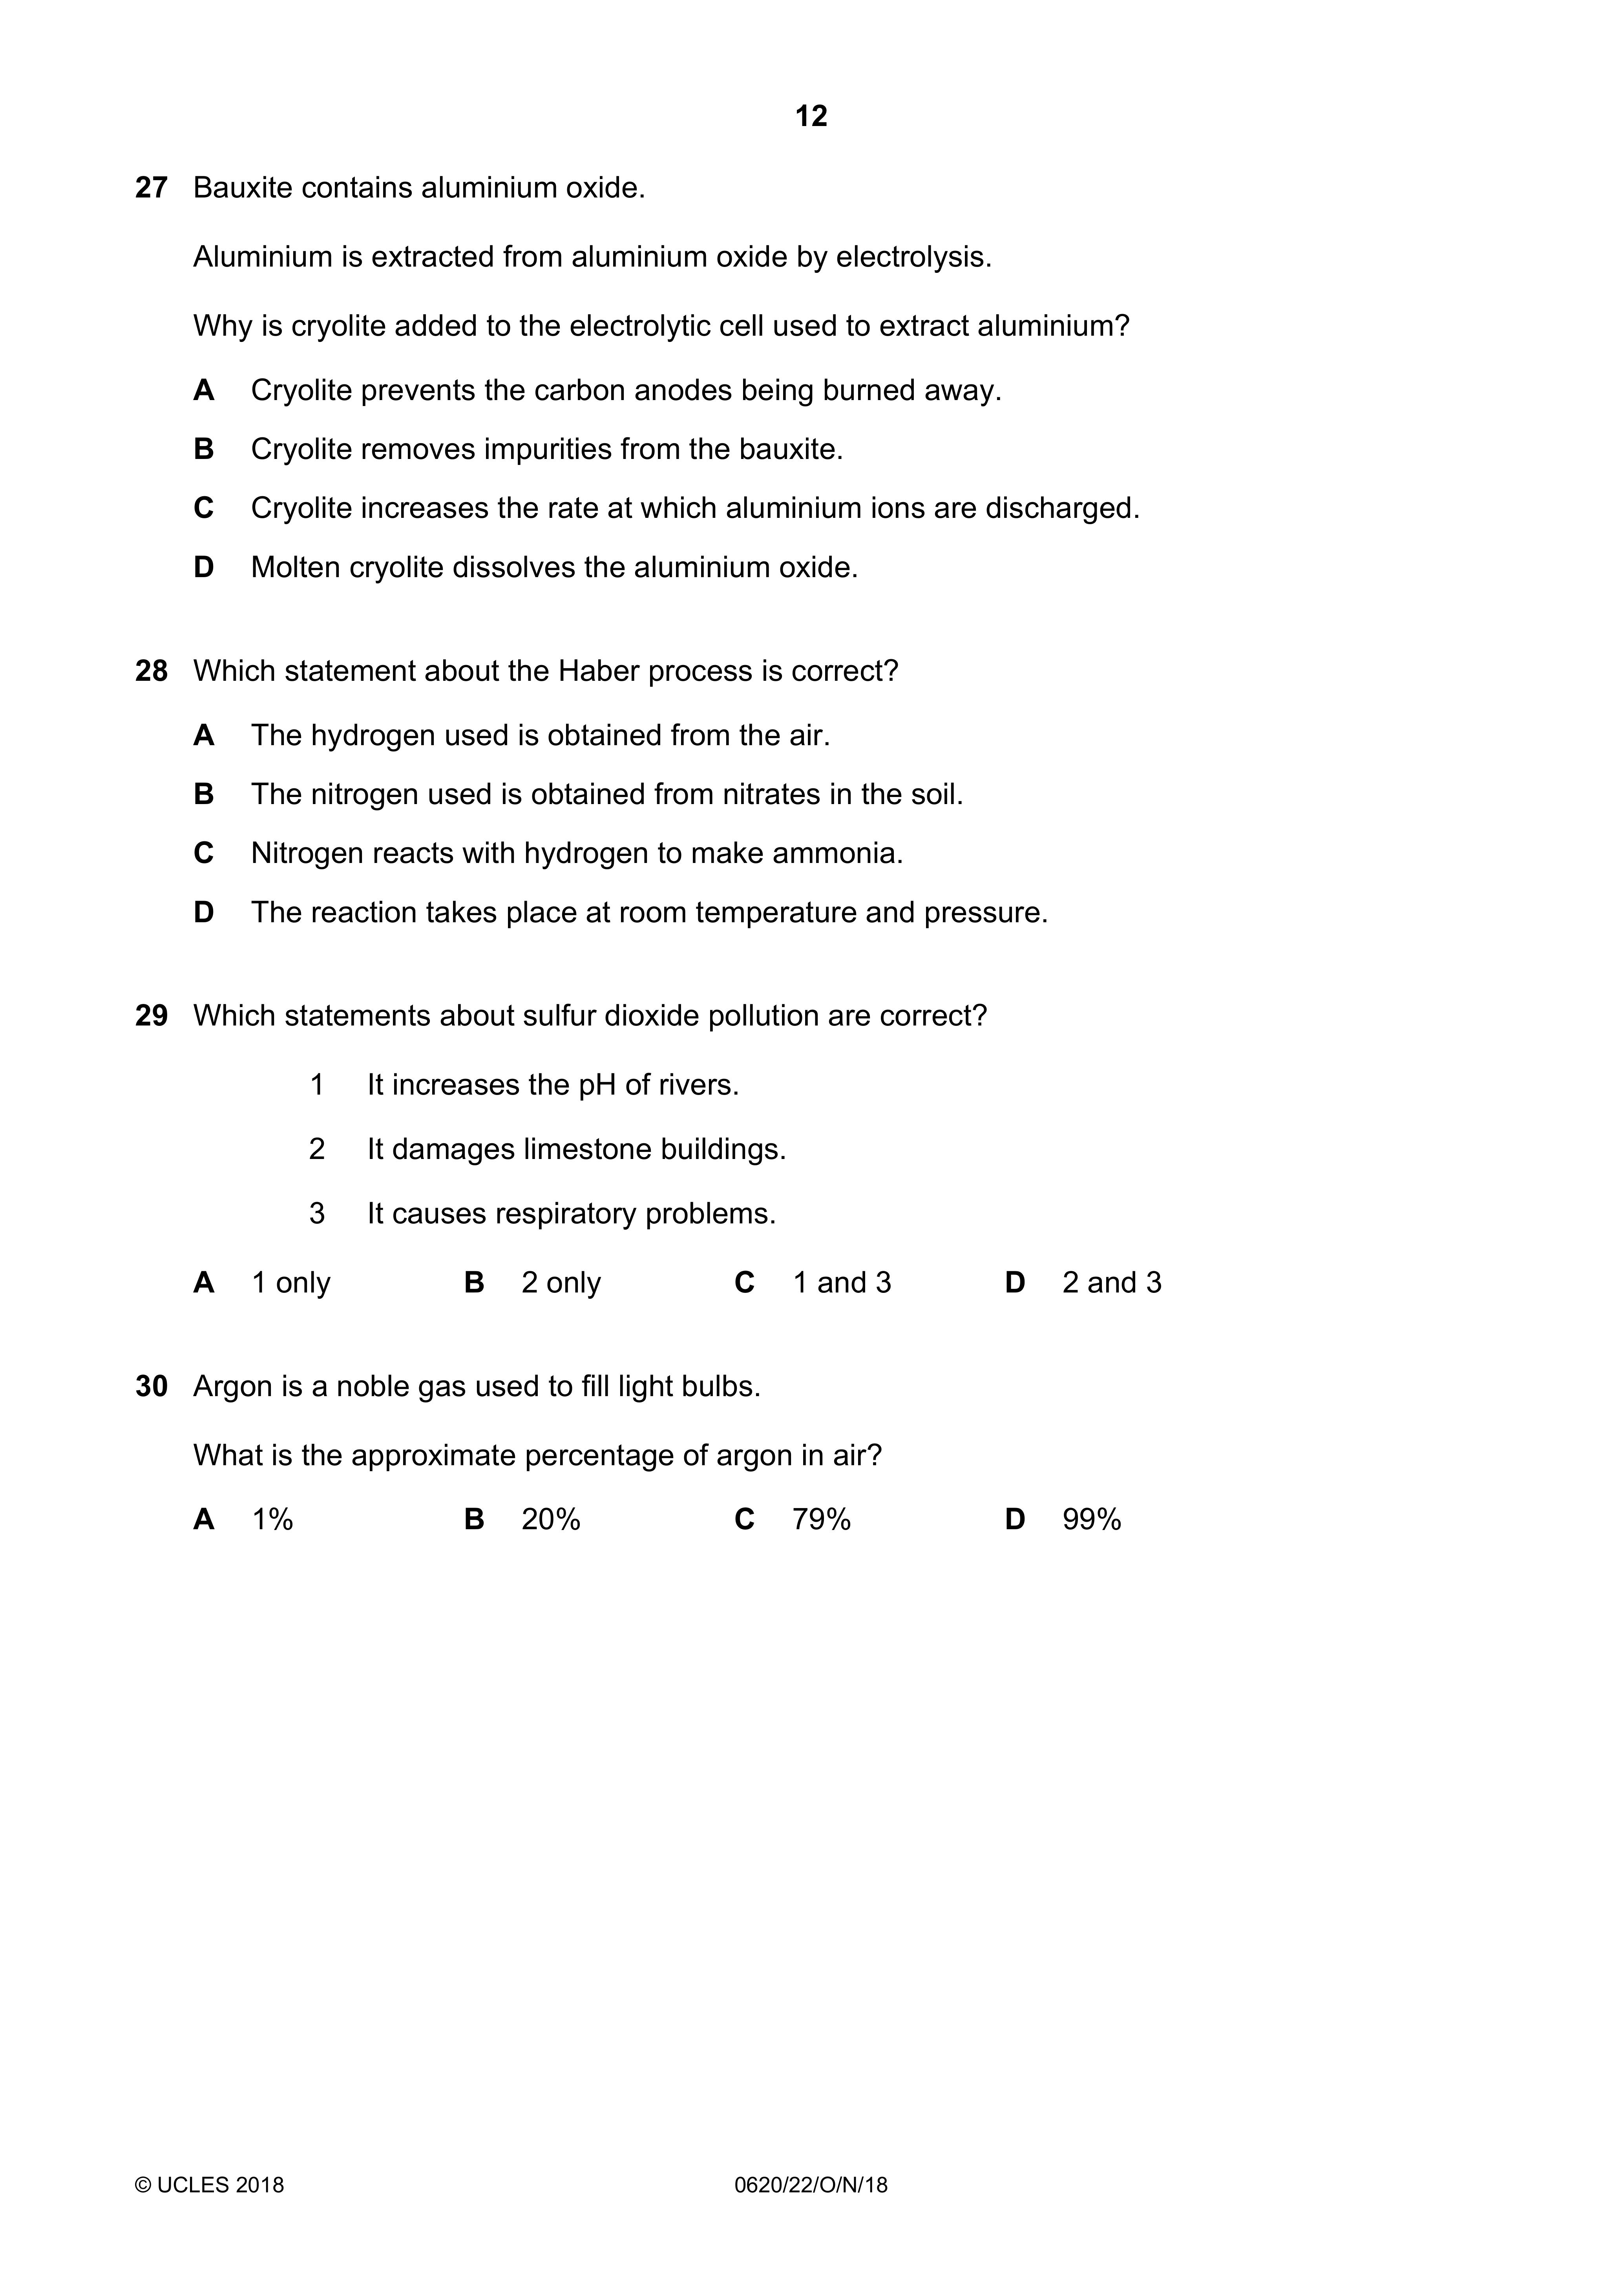 12
27 Bauxite contains aluminium oxide.
Aluminium is extracted from aluminium oxide by electrolysis.
Why is cryolite added to the electrolytic cell used to extract aluminium?
A Cryolite prevents the carbon anodes being burned away.
B Cryolite removes impurities from the bauxite.
C Cryolite increases the rate at which aluminium ions are discharged.
D Molten cryolite dissolves the aluminium oxide.
28 Which statement about the Haber process is correct?
A The hydrogen used is obtained from the air.
B The nitrogen used is obtained from nitrates in the soil.
C Nitrogen reacts with hydrogen to make ammonia.
D The reaction takes place at room temperature and pressure.
29 Which statements about sulfur dioxide pollution are correct?
1 It increases the pH of rivers.
2 It damages limestone buildings.
3 It causes respiratory problems.
A 1 only B 2 only C 1 and 3 D 2 and 3
30 Argon is a noble gas used to fill light bulbs.
What is the approximate percentage of argon in air?
A 1% B 20% C 79% D 99%
© UCLES 2018 0620/22/O/N/18